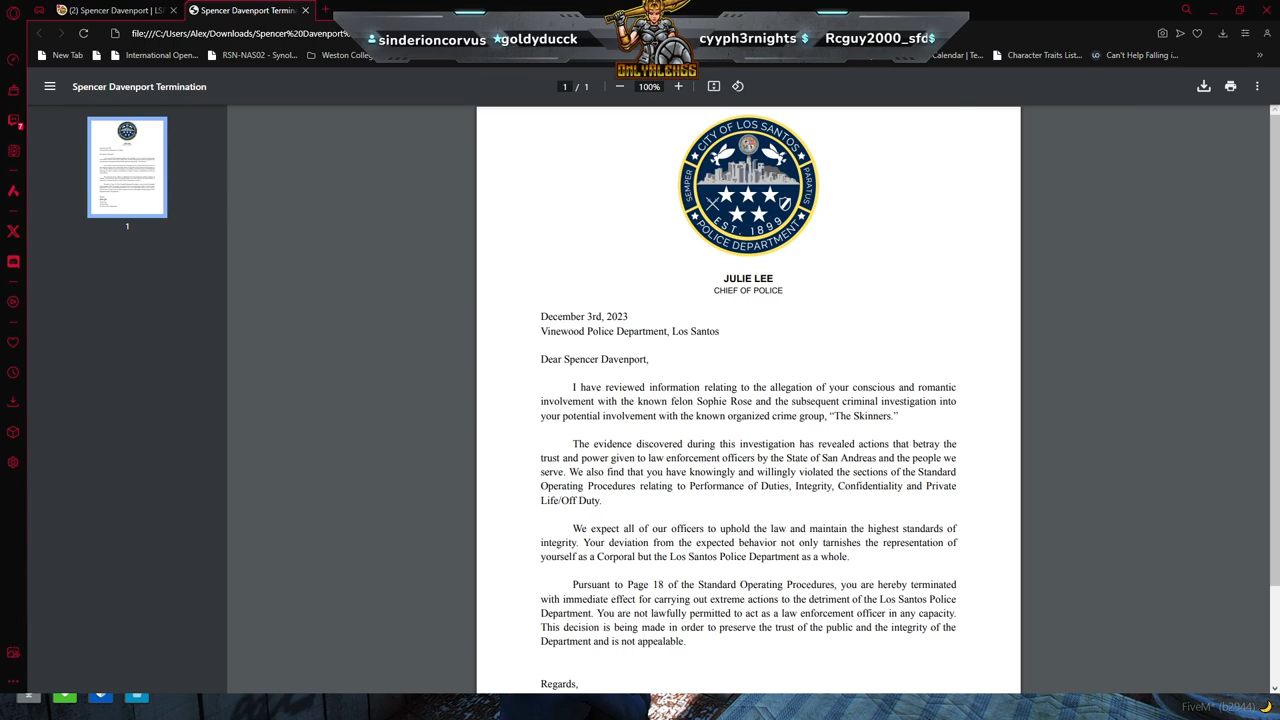 (2) Spencer Davenport | LS
Spencer Davenport Termina
sinderioncorvus
goldyducck
cyyph3rnights $
Rcguy2000_sfd$
ONLYALEXGG
file:///C:/Users/Alex/Downloads/Spencer%20Davenport%
New Tab
International Open...
RSN-NAS02 - Synol...
Weston College
Calendar | Te...
Character Traits List...
LO
Can't Help Falling i...
»
7
Spencer Davenport Termination
1 / 1
100%
1
CITY OF LOS SANTOS
SEMPER
PARATUS
EST. 1899
POLICE DEPARTMENT
JULIE LEE
CHIEF OF POLICE
December 3rd, 2023
Vinewood Police Department, Los Santos
Dear Spencer Davenport,
I have reviewed information relating to the allegation of your conscious and romantic
involvement with the known felon Sophie Rose and the subsequent criminal investigation into
your potential involvement with the known organized crime group, “The Skinners.”
The evidence discovered during this investigation has revealed actions that betray the
trust and power given to law enforcement officers by the State of San Andreas and the people we
serve. We also find that you have knowingly and willingly violated the sections of the Standard
Operating Procedures relating to Performance of Duties, Integrity, Confidentiality and Private
Life/Off Duty.
We expect all of our officers to uphold the law and maintain the highest standards of
integrity. Your deviation from the expected behavior not only tarnishes the representation of
yourself as a Corporal but the Los Santos Police Department as a whole.
Pursuant to Page 18 of the Standard Operating Procedures, you are hereby terminated
with immediate effect for carrying out extreme actions to the detriment of the Los Santos Police
Department. You are not lawfully permitted to act as a law enforcement officer in any capacity.
This decision is being made in order to preserve the trust of the public and the integrity of the
Department and is not appealable.
Regards,
FiveM* (b2944)